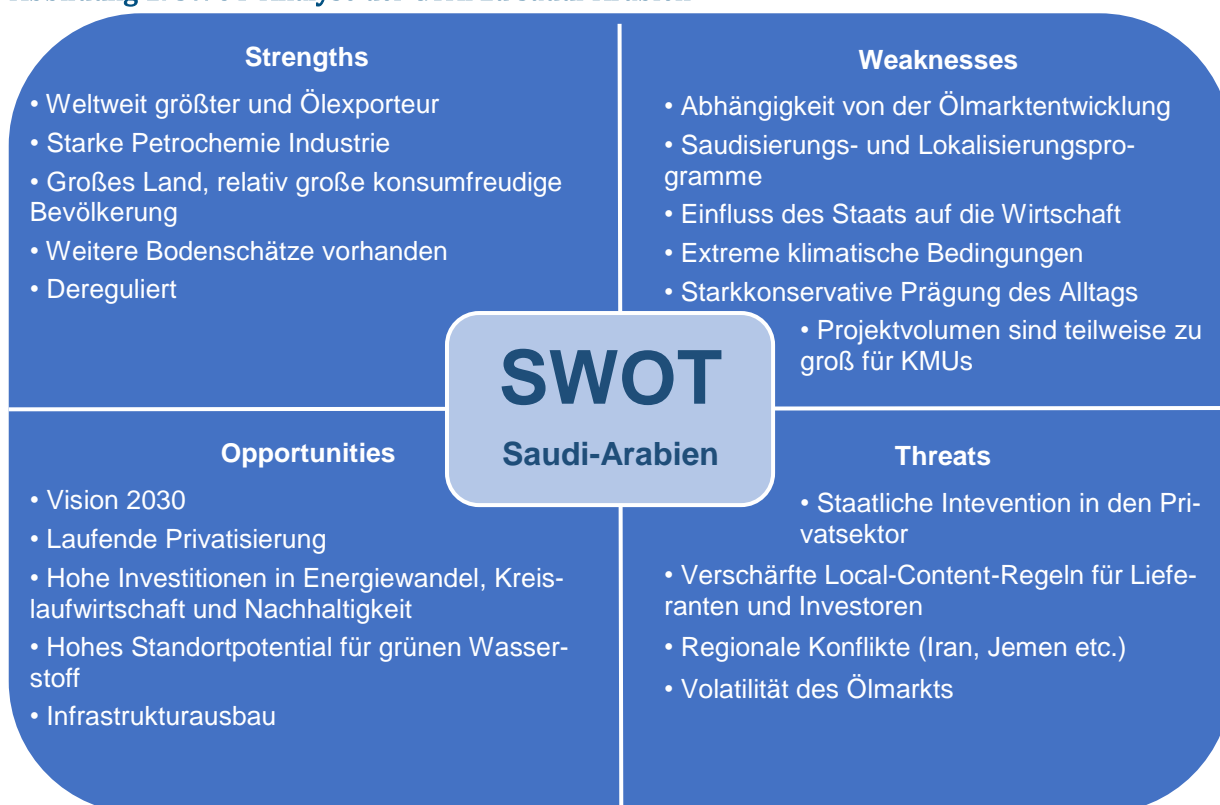 Strengths
• Weltweit größter und Ölexporteur
• Starke Petrochemie Industrie
• Großes Land, relativ große konsumfreudige
Bevölkerung
• Weitere Bodenschätze vorhanden
• Dereguliert
Weaknesses
• Abhängigkeit von der Ölmarktentwicklung
• Saudisierungs- und Lokalisierungspro-
gramme
• Einfluss des Staats auf die Wirtschaft
• Extreme klimatische Bedingungen
• Starkkonservative Prägung des Alltags
• Projektvolumen sind teilweise zu
groß für KMUs
SWOT
Saudi-Arabien
Opportunities
• Vision 2030
• Laufende Privatisierung
• Hohe Investitionen in Energiewandel, Kreis-
laufwirtschaft und Nachhaltigkeit
• Hohes Standortpotential für grünen Wasser-
stoff
• Infrastrukturausbau
Threats
• Staatliche Intevention in den Pri-
vatsektor
• Verschärfte Local-Content-Regeln für Liefe-
ranten und Investoren
• Regionale Konflikte (Iran, Jemen etc.)
• Volatilität des Ölmarkts